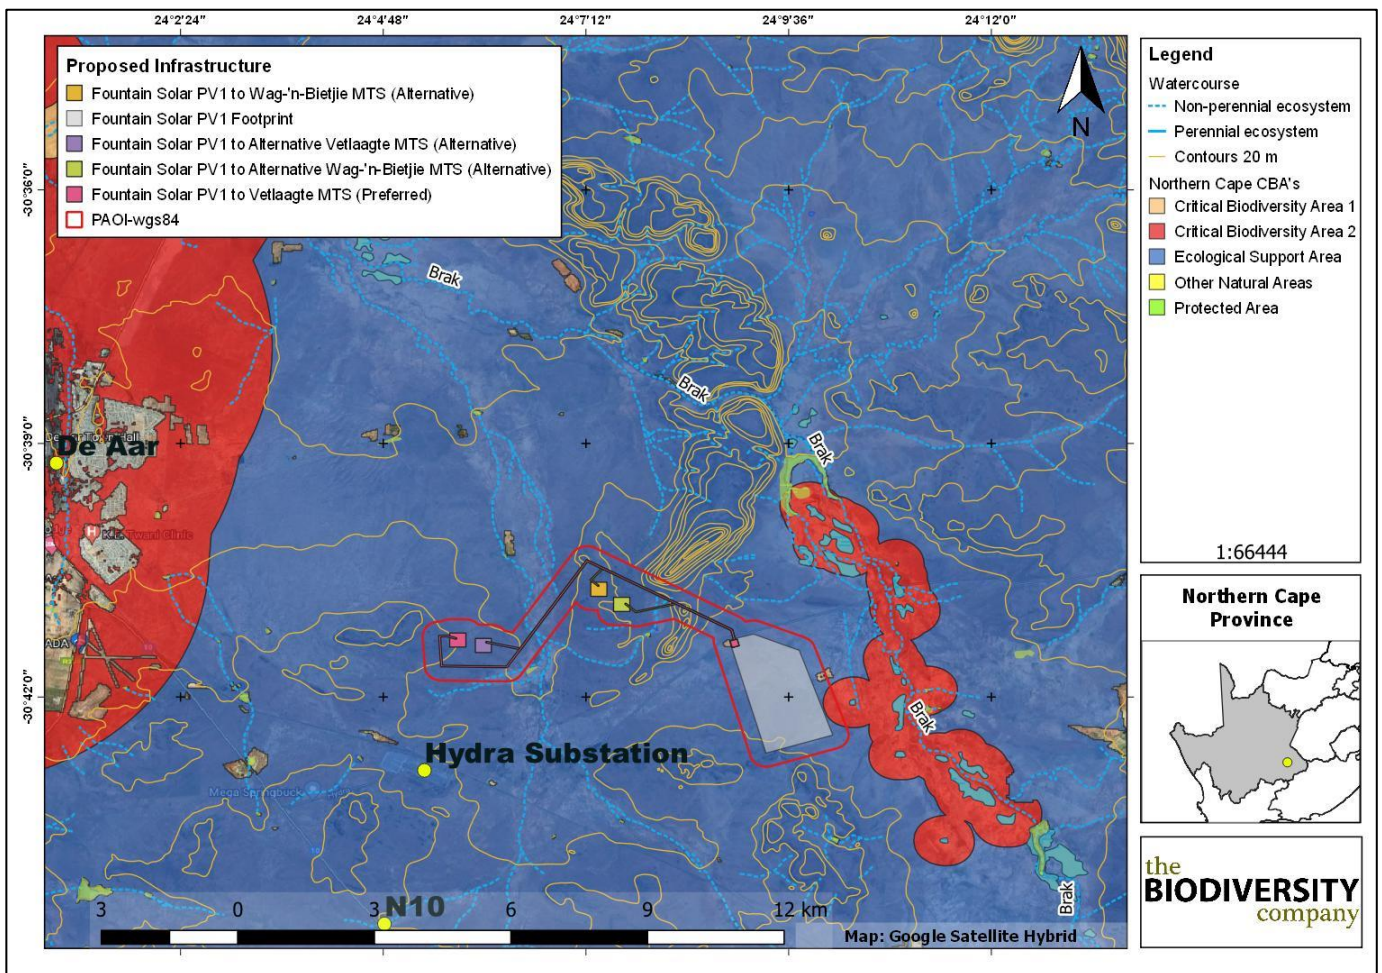 24°2'24" 24°4'48" 24°7'12" 24°9'36" 24°12'0"
-30°36'0"
-30°39'0"
-30°42'0"
Proposed Infrastructure
Fountain Solar PV1 to Wag-'n-Bietjie MTS (Alternative)
Fountain Solar PV1 Footprint
Fountain Solar PV1 to Alternative Vetlaagte MTS (Alternative)
Fountain Solar PV1 to Alternative Wag-'n-Bietjie MTS (Alternative)
Fountain Solar PV1 to Vetlaagte MTS (Preferred)
PAOI-wgs84
N
Brak
Brak
Brak
De Aar
Twani Clinic
H
ADA
Brak
Hydra Substation
Mega Springbuck
Brak
N10
3 0 3 6 9 12 km
Map: Google Satellite Hybrid
Legend
Watercourse
Non-perennial ecosystem
Perennial ecosystem
Contours 20 m
Northern Cape CBA's
Critical Biodiversity Area 1
Critical Biodiversity Area 2
Ecological Support Area
Other Natural Areas
Protected Area
1:66444
Northern Cape
Province
the
BIODIVERSITY
company